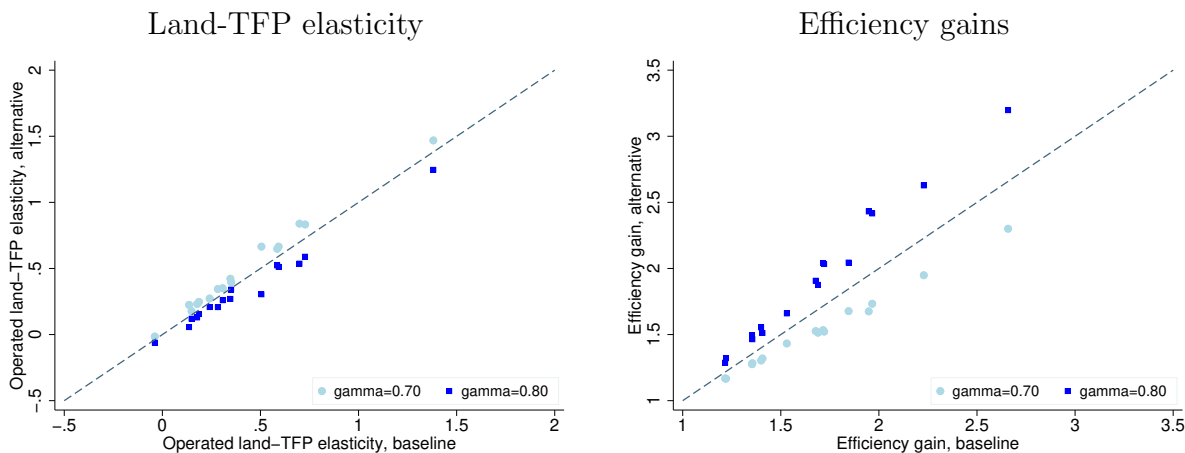 Land-TFP elasticity
Operated land−TFP elasticity, alternative
2
1.5
1
.5
0
−.5
−.5
0
.5
1
1.5
2
gamma=0.70
gamma=0.80
Operated land−TFP elasticity, baseline
Efficiency gains
Efficiency gain, alternative
3.5
3
2.5
2
1.5
1
1
1.5
2
2.5
3
3.5
gamma=0.70
gamma=0.80
Efficiency gain, baseline